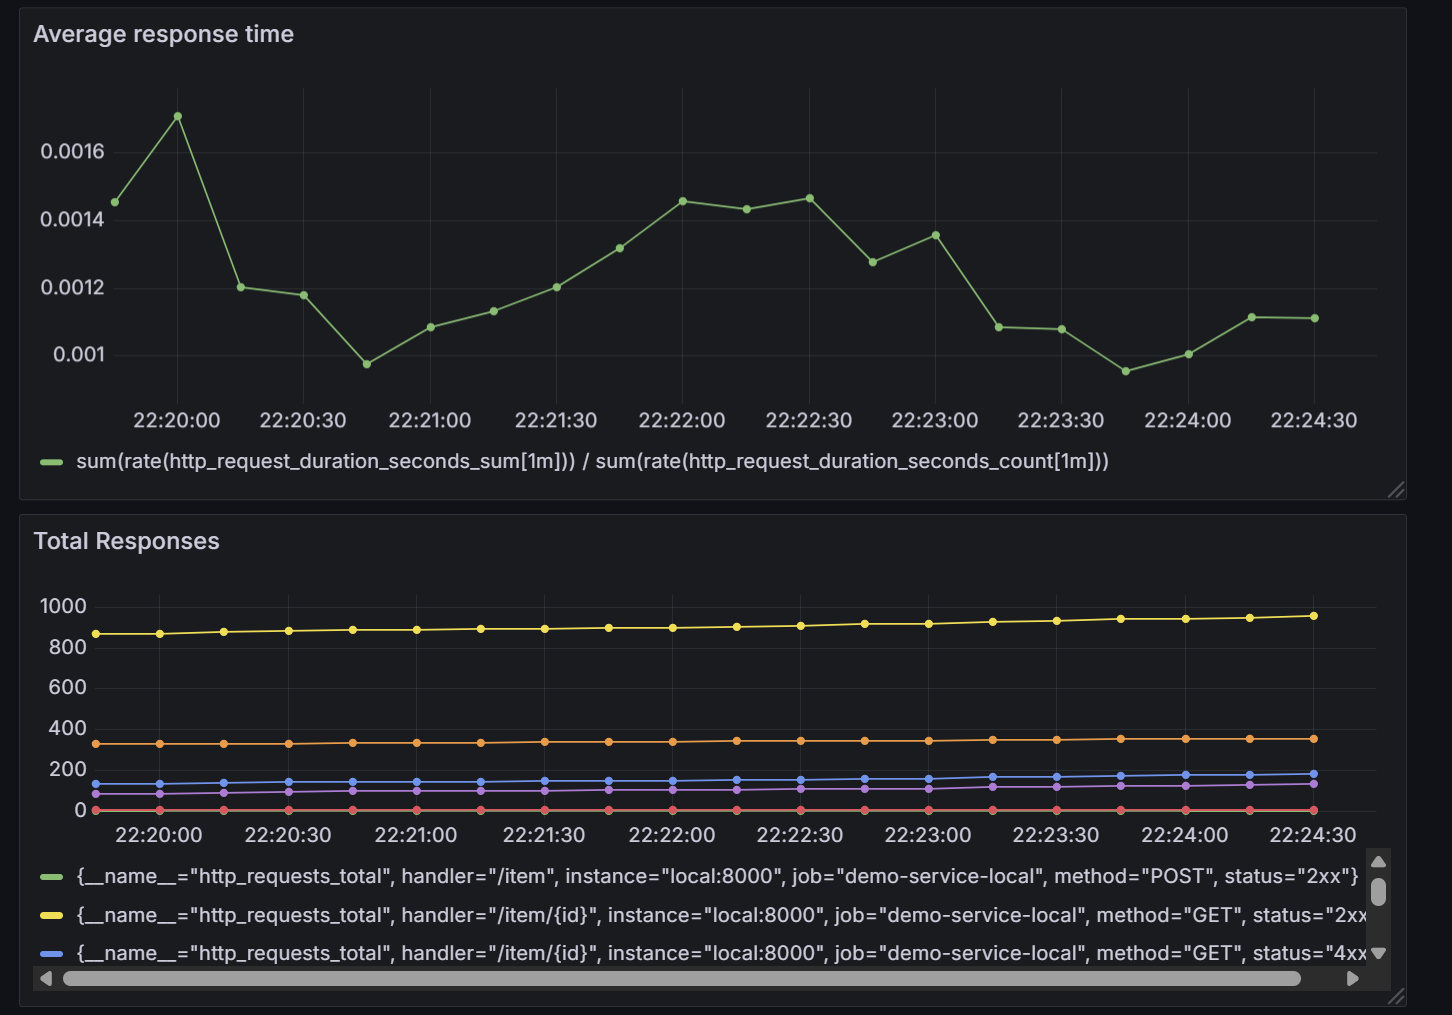 Average response time
0.0016
0.0014
0.0012
0.001
22:20:00 22:20:30 22:21:00 22:21:30 22:22:00 22:22:30 22:23:00 22:23:30 22:24:00 22:24:30
sum(rate(http_request_duration_seconds_sum[1m])) / sum(rate(http_request_duration_seconds_count[1m]))
Total Responses
1000
800
600
400
200
0
22:20:00 22:20:30 22:21:00 22:21:30 22:22:00 22:22:30 22:23:00 22:23:30 22:24:00 22:24:30
{__name__="http_requests_total", handler="/item", instance="local:8000", job="demo-service-local", method="POST", status="2xx"}
{__name__="http_requests_total", handler="/item/{id}", instance="local:8000", job="demo-service-local", method="GET", status="2xx
{__name__="http_requests_total", handler="/item/{id}", instance="local:8000", job="demo-service-local", method="GET", status="4xx